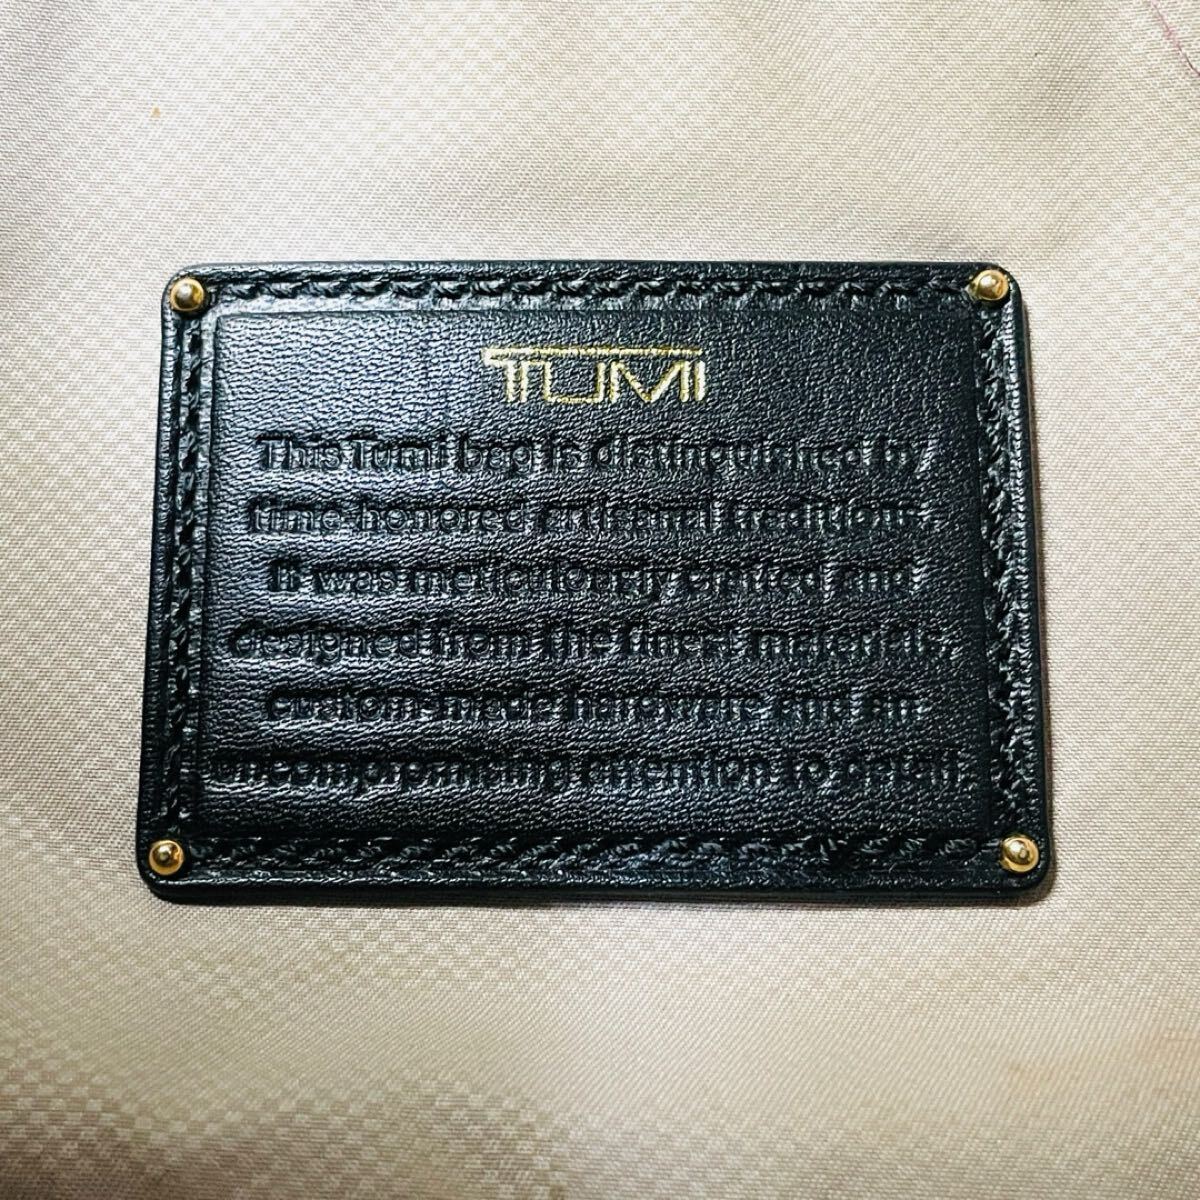 TUMI
This Tumi bag is distinguished by
time-honored artisanal traditions.
It was meticulously crafted and
designed from the finest materials,
custom-made hardware and an
uncompromising attention to detail.